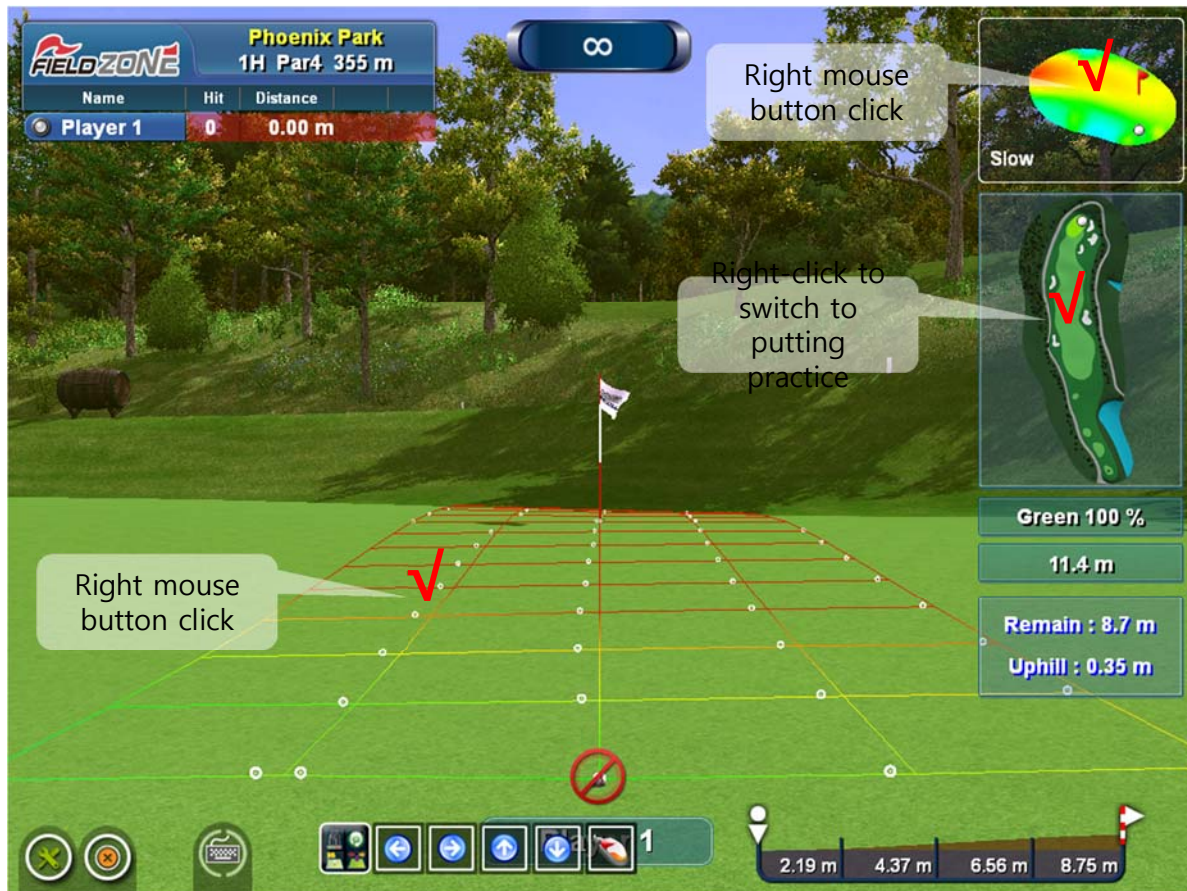 FIELDZONE
Phoenix Park
1H Par4 355 m
Name Hit Distance
Player 1 0 0.00 m
∞
Right mouse
button click
Slow
Right-click to
switch to
putting
practice
Green 100 %
11.4 m
Right mouse
button click
Remain : 8.7 m
Uphill : 0.35 m
Player 1
2.19 m 4.37 m 6.56 m 8.75 m